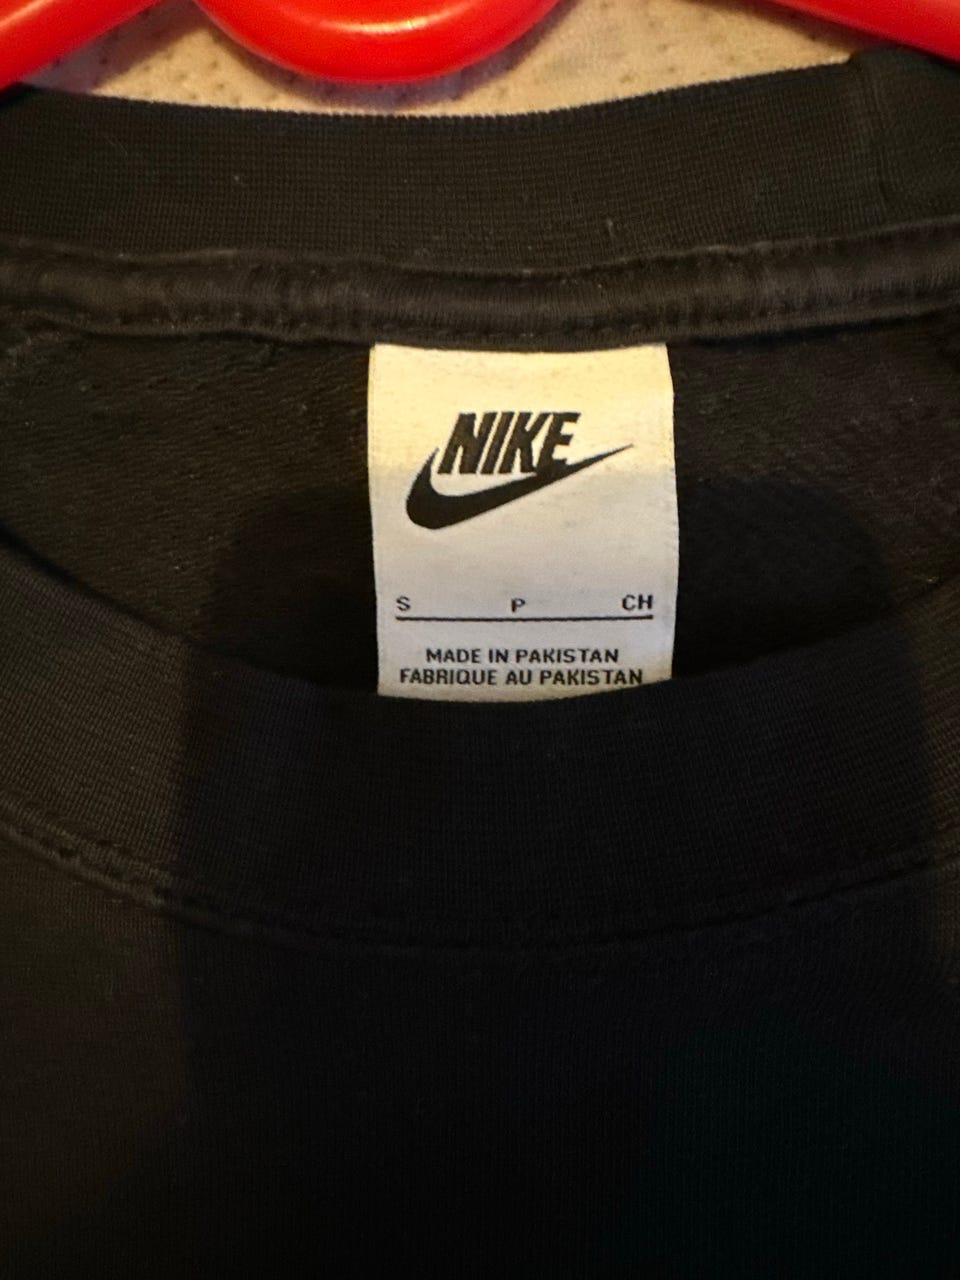 NIKE
S P CH
MADE IN PAKISTAN
FABRIQUE AU PAKISTAN